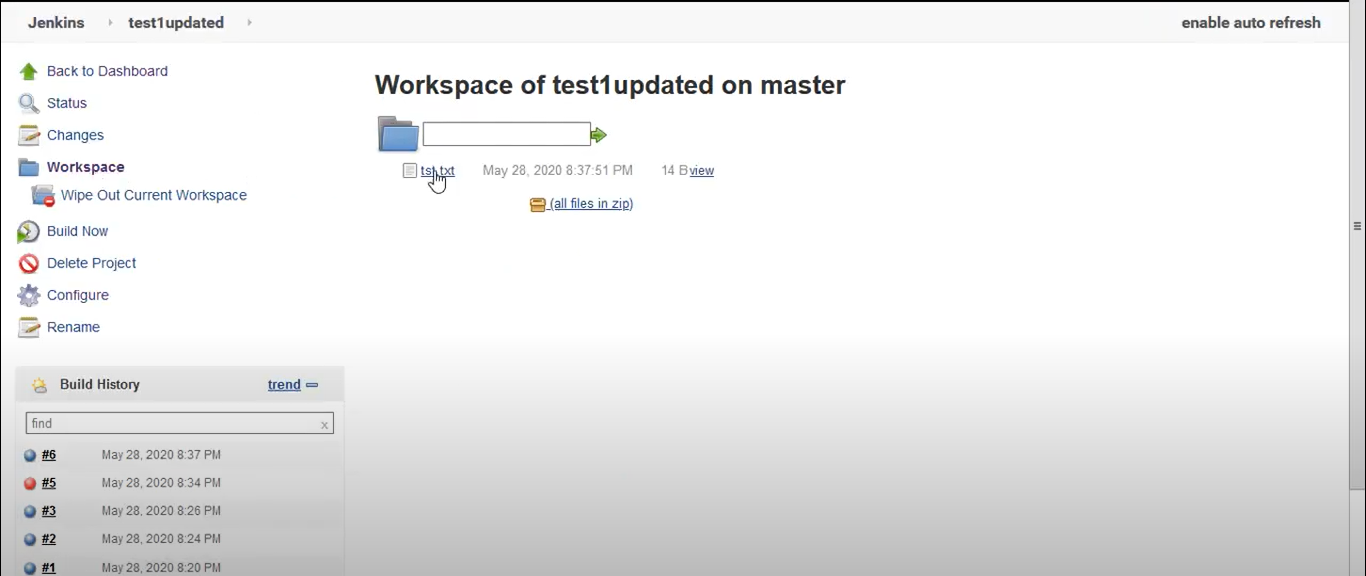 Jenkins test1updated enable auto refresh
Back to Dashboard
Status
Changes
Workspace
Wipe Out Current Workspace
Build Now
Delete Project
Configure
Rename
Build History trend
find x
#6 May 28, 2020 8:37 PM
#5 May 28, 2020 8:34 PM
#3 May 28, 2020 8:26 PM
#2 May 28, 2020 8:24 PM
#1 May 28, 2020 8:20 PM
Workspace of test1updated on master
tst.txt May 28, 2020 8:37:51 PM 14 B view
(all files in zip)